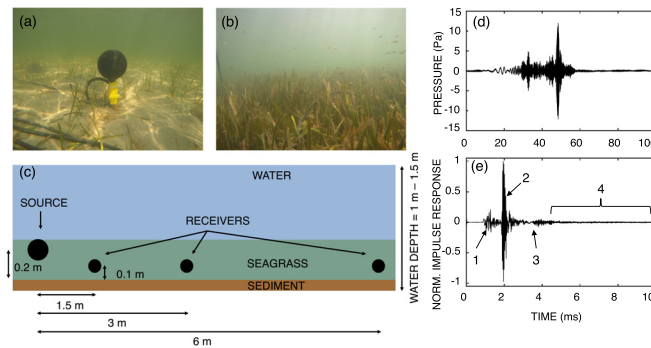 (a)
(b)
(c)
WATER
SOURCE
RECEIVERS
0.2 m
0.1 m
SEAGRASS
SEDIMENT
1.5 m
3 m
6 m
WATER DEPTH = 1 m – 1.5 m
(d)
PRESSURE (Pa)
15
10
5
0
-5
-10
-15
0 20 40 60 80 100
(e)
NORM. IMPULSE RESPONSE
1
0.5
0
-0.5
-1
1
2
3
4
0 2 4 6 8 10
TIME (ms)